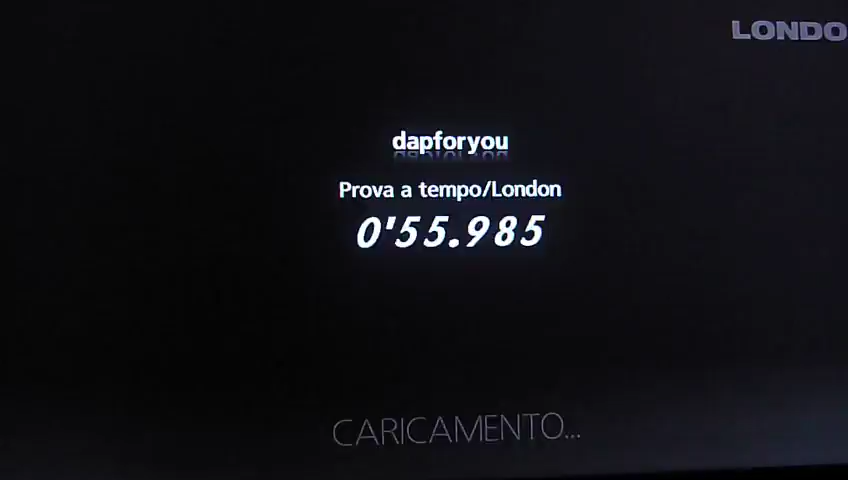 LONDO
dapforyou
Prova a tempo/London
0'55.985
CARICAMENTO...